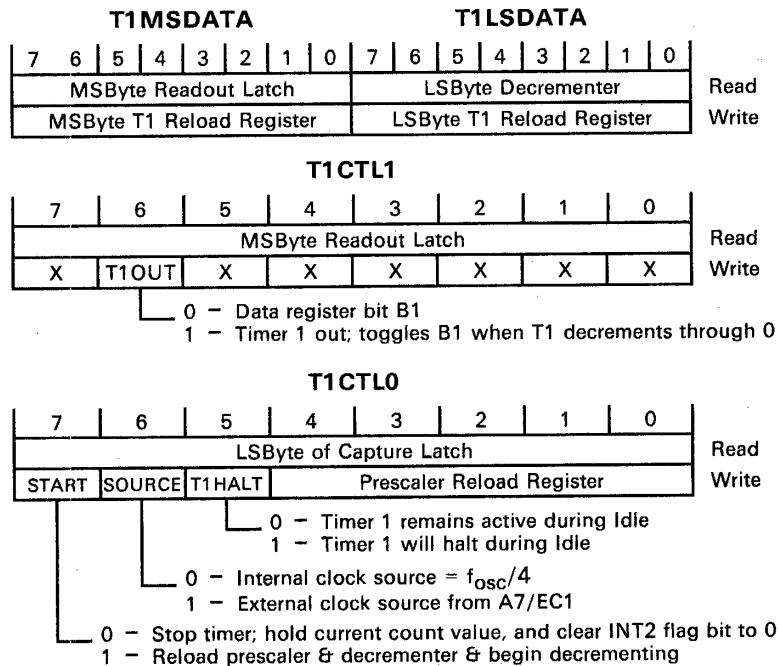 T1MSDATA T1LSDATA
7 6 5 4 3 2 1 0 7 6 5 4 3 2 1 0
MSByte Readout Latch LSByte Decrementer Read
MSByte T1 Reload Register LSByte T1 Reload Register Write
T1CTL1
7 6 5 4 3 2 1 0
MSByte Readout Latch Read
X T1OUT X X X X X X Write
0 – Data register bit B1
1 – Timer 1 out; toggles B1 when T1 decrements through 0
T1CTL0
7 6 5 4 3 2 1 0
LSByte of Capture Latch Read
START SOURCE T1HALT Prescaler Reload Register Write
0 – Timer 1 remains active during Idle
1 – Timer 1 will halt during Idle
0 – Internal clock source = fosc/4
1 – External clock source from A7/EC1
0 – Stop timer; hold current count value, and clear INT2 flag bit to 0
1 – Reload prescaler & decrementer & begin decrementing